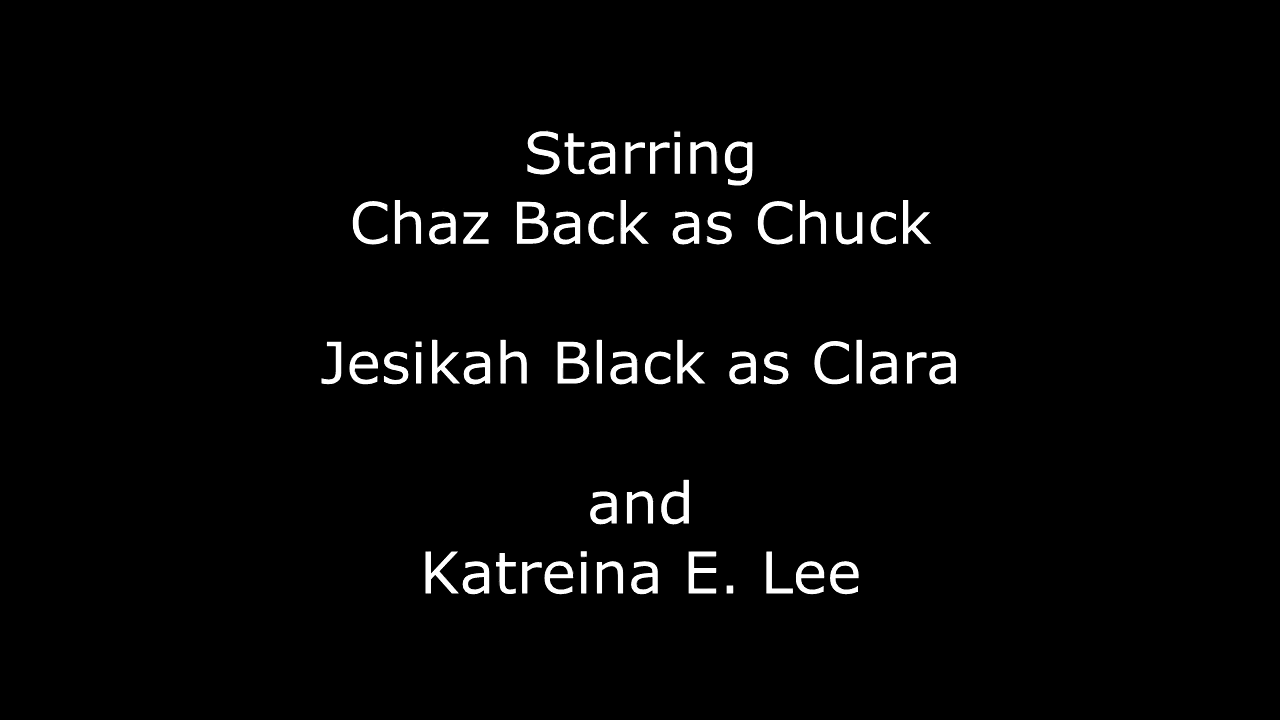 Starring
Chaz Back as Chuck
Jesikah Black as Clara
and
Katreina E. Lee